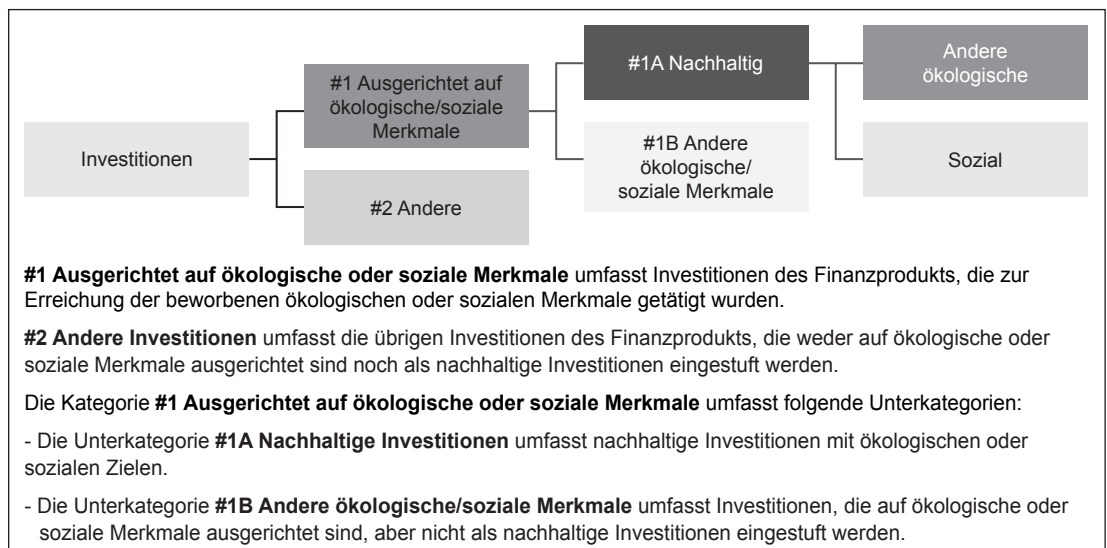 Investitionen
#1 Ausgerichtet auf
ökologische/soziale
Merkmale
#2 Andere
#1A Nachhaltig
#1B Andere
ökologische/
soziale Merkmale
Andere
ökologische
Sozial
#1 Ausgerichtet auf ökologische oder soziale Merkmale umfasst Investitionen des Finanzprodukts, die zur
Erreichung der beworbenen ökologischen oder sozialen Merkmale getätigt wurden.
#2 Andere Investitionen umfasst die übrigen Investitionen des Finanzprodukts, die weder auf ökologische oder
soziale Merkmale ausgerichtet sind noch als nachhaltige Investitionen eingestuft werden.
Die Kategorie #1 Ausgerichtet auf ökologische oder soziale Merkmale umfasst folgende Unterkategorien:
- Die Unterkategorie #1A Nachhaltige Investitionen umfasst nachhaltige Investitionen mit ökologischen oder
sozialen Zielen.
- Die Unterkategorie #1B Andere ökologische/soziale Merkmale umfasst Investitionen, die auf ökologische oder
soziale Merkmale ausgerichtet sind, aber nicht als nachhaltige Investitionen eingestuft werden.